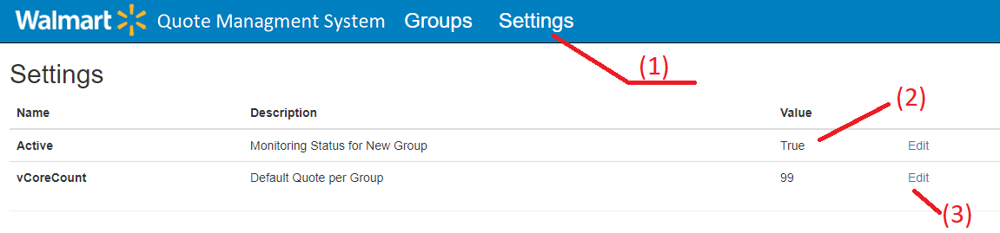 Walmart Quote Managment System Groups Settings
(1)
Settings
(2)
Name Description Value
Active Monitoring Status for New Group True Edit
vCoreCount Default Quote per Group 99 Edit
(3)